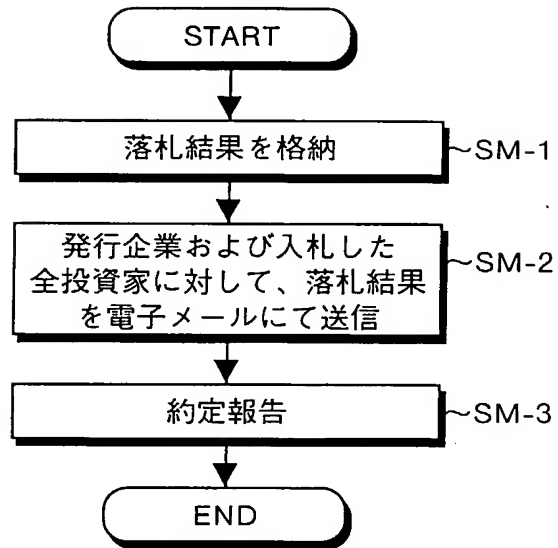 START
落札結果を格納
~SM-1
発行企業および入札した
全投資家に対して、落札結果
を電子メールにて送信
~SM-2
約定報告
~SM-3
END